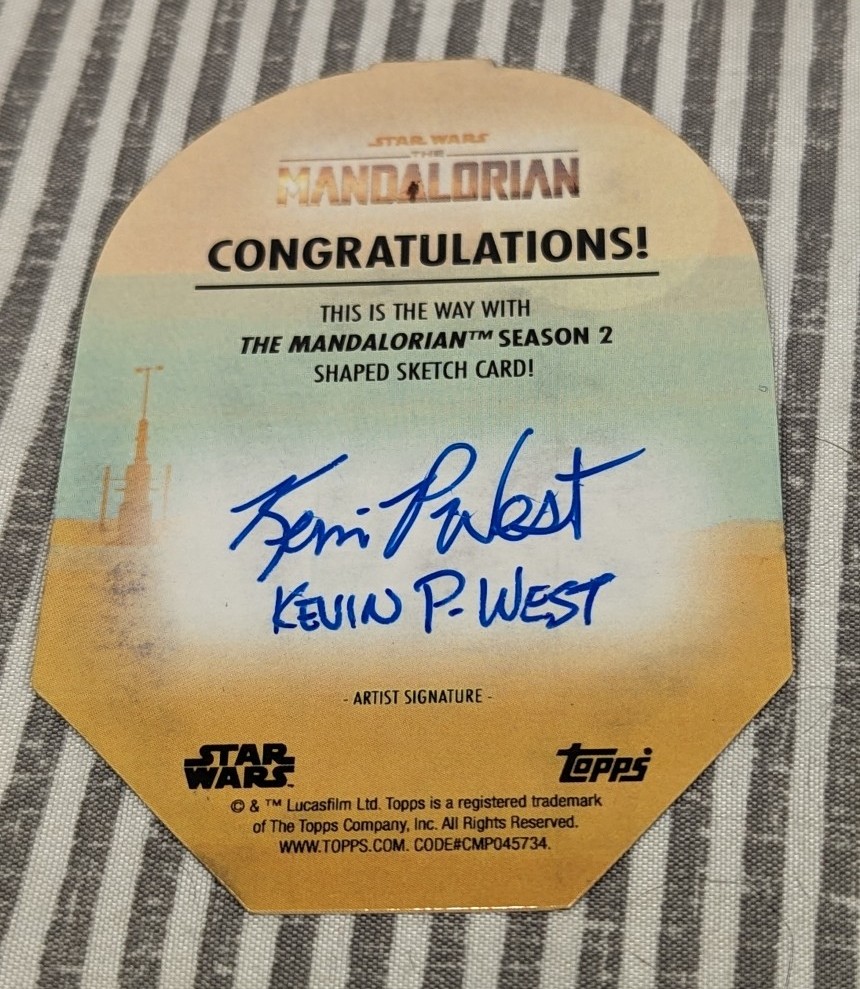 STAR WARS
THE
MANDALORIAN
CONGRATULATIONS!
THIS IS THE WAY WITH
THE MANDALORIAN™ SEASON 2
SHAPED SKETCH CARD!
Kevin P West
KEVIN P. WEST
- ARTIST SIGNATURE -
STAR WARS
topps
© & ™ Lucasfilm Ltd. Topps is a registered trademark
of The Topps Company, Inc. All Rights Reserved.
WWW.TOPPS.COM. CODE#CMP045734.